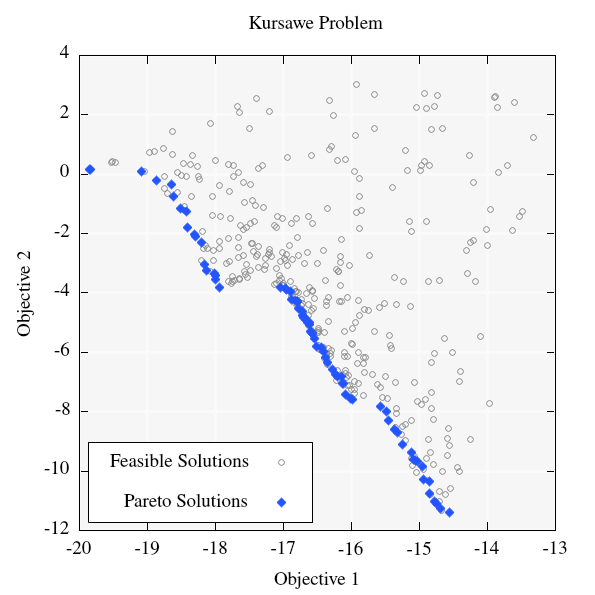 Kursawe Problem
4
2
0
-2
-4
-6
-8
-10
-12
Objective 2
Feasible Solutions
Pareto Solutions
-20 -19 -18 -17 -16 -15 -14 -13
Objective 1